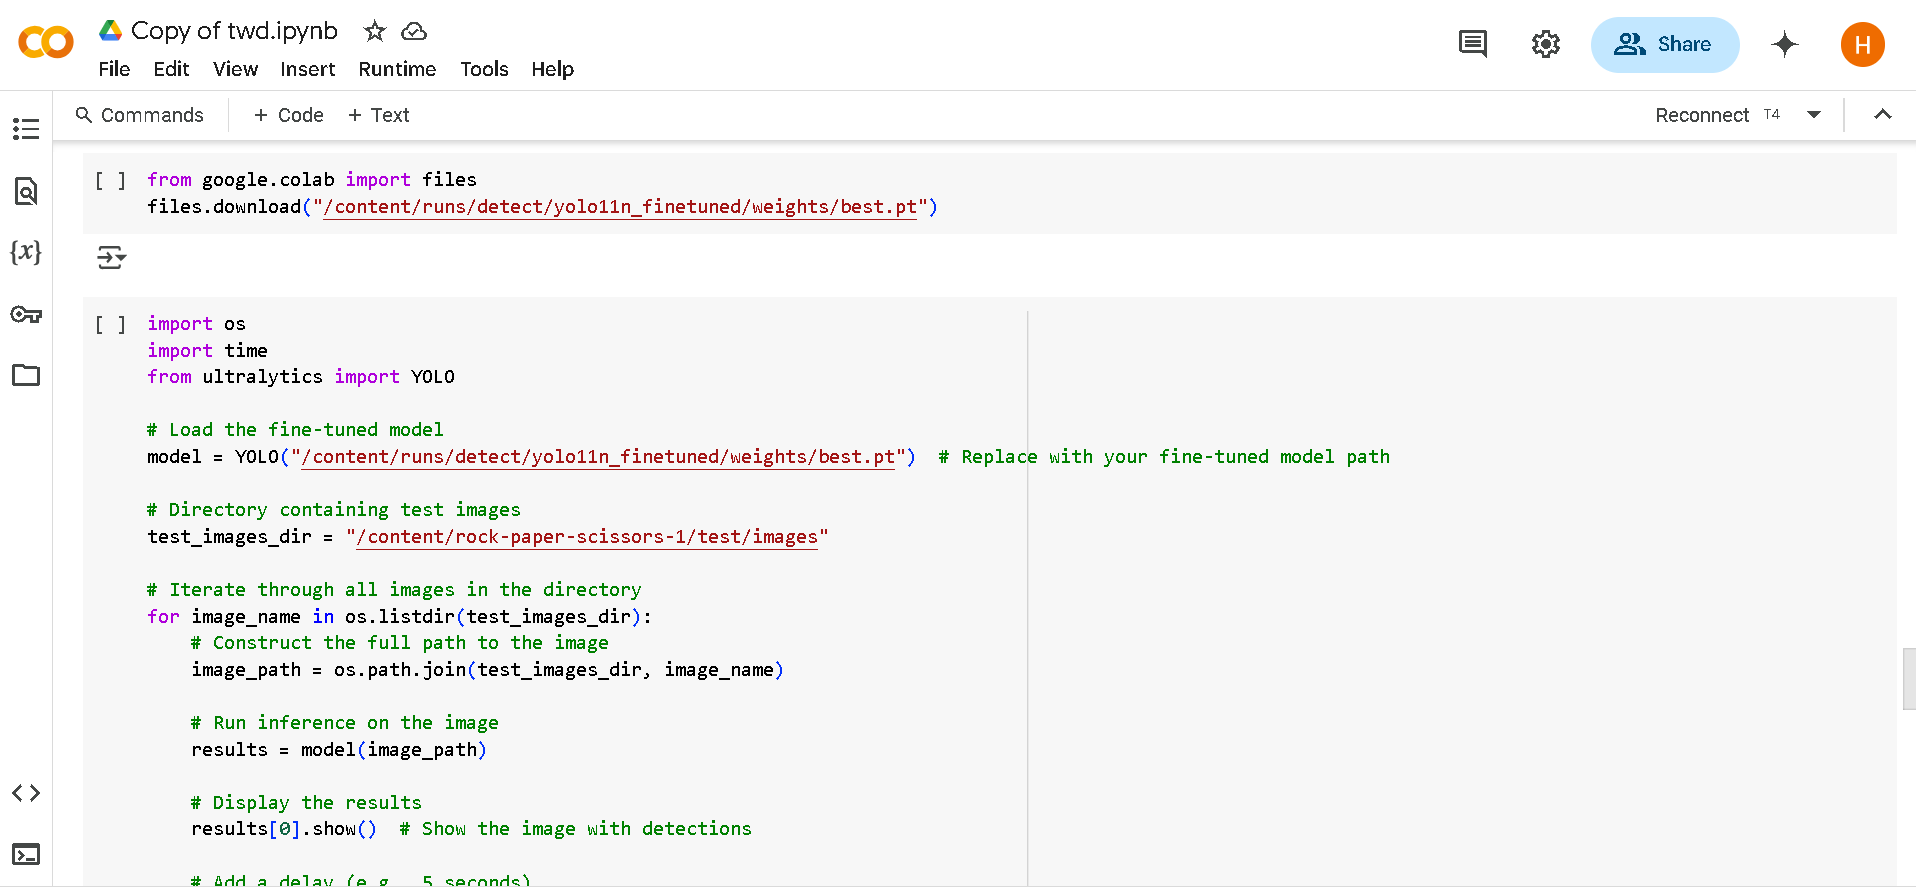 Copy of twd.ipynb
File Edit View Insert Runtime Tools Help
Share
H
Commands + Code + Text
Reconnect T4
[ ] from google.colab import files
files.download("/content/runs/detect/yolo11n_finetuned/weights/best.pt")
{x}
[ ] import os
import time
from ultralytics import YOLO
# Load the fine-tuned model
model = YOLO("/content/runs/detect/yolo11n_finetuned/weights/best.pt")  # Replace with your fine-tuned model path
# Directory containing test images
test_images_dir = "/content/rock-paper-scissors-1/test/images"
# Iterate through all images in the directory
for image_name in os.listdir(test_images_dir):
    # Construct the full path to the image
    image_path = os.path.join(test_images_dir, image_name)
    # Run inference on the image
    results = model(image_path)
    # Display the results
    results[0].show()  # Show the image with detections
    # Add a delay (e.g., 5 seconds)